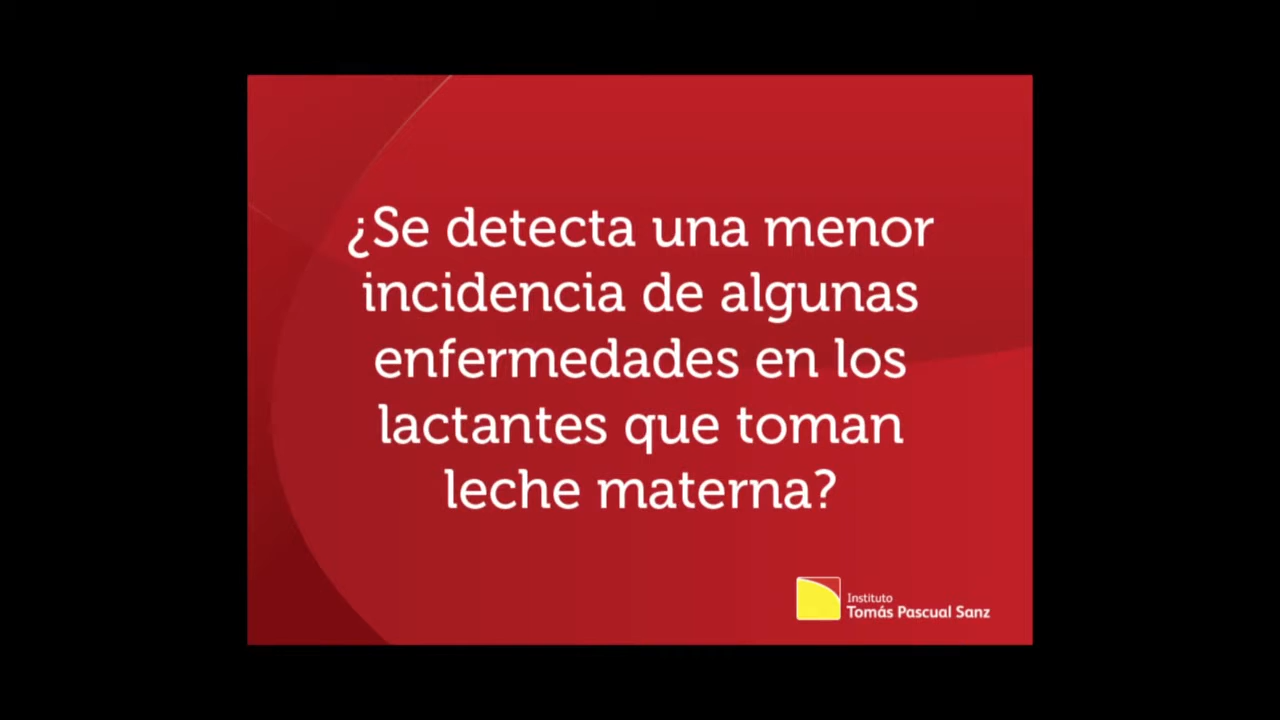 ¿Se detecta una menor
incidencia de algunas
enfermedades en los
lactantes que toman
leche materna?
Instituto
Tomás Pascual Sanz